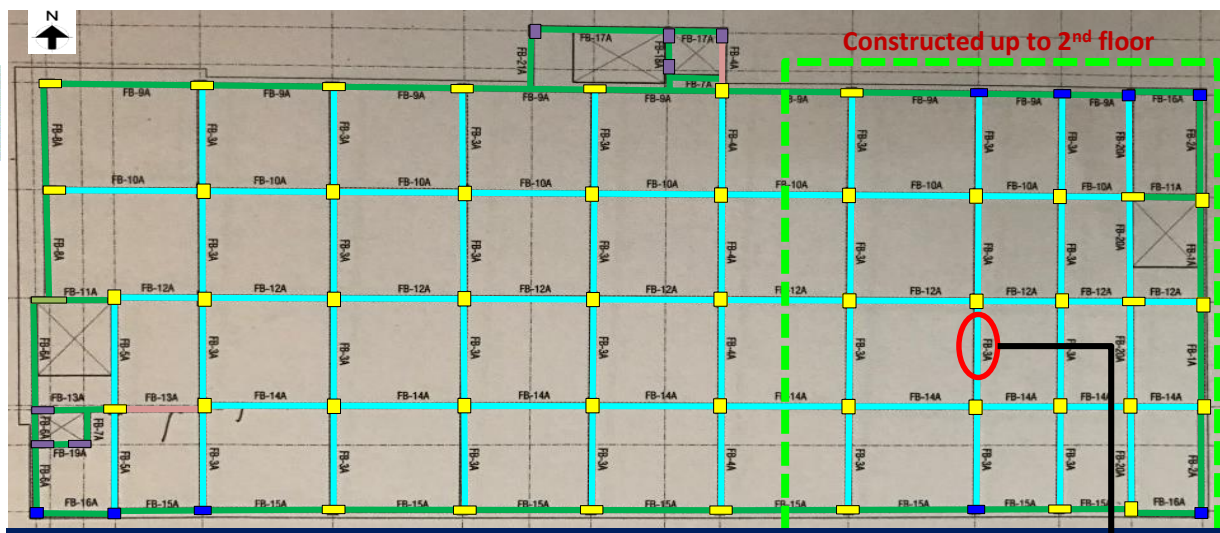 N
Constructed up to 2nd floor
FB-17A FB-17A
FB-21A FB-18A FB-4A
FB-7A
FB-9A FB-9A FB-9A FB-9A FB-9A FB-9A FB-9A FB-9A FB-9A FB-16A
FB-8A FB-3A FB-3A FB-3A FB-3A FB-4A FB-3A FB-3A FB-3A FB-20A FB-2A
FB-10A FB-10A FB-10A FB-10A FB-10A FB-10A FB-10A FB-10A FB-10A FB-11A
FB-8A FB-3A FB-3A FB-3A FB-3A FB-4A FB-3A FB-3A FB-3A FB-20A FB-1A
FB-11A FB-12A FB-12A FB-12A FB-12A FB-12A FB-12A FB-12A FB-12A FB-12A FB-12A
FB-6A FB-5A FB-3A FB-3A FB-3A FB-3A FB-4A FB-3A FB-3A FB-3A FB-20A FB-1A
FB-13A FB-13A FB-14A FB-14A FB-14A FB-14A FB-14A FB-14A FB-14A FB-14A FB-14A
FB-6A FB-7A
FB-19A
FB-6A FB-5A FB-3A FB-3A FB-3A FB-3A FB-4A FB-3A FB-3A FB-3A FB-20A FB-2A
FB-16A FB-15A FB-15A FB-15A FB-15A FB-15A FB-15A FB-15A FB-15A FB-15A FB-16A